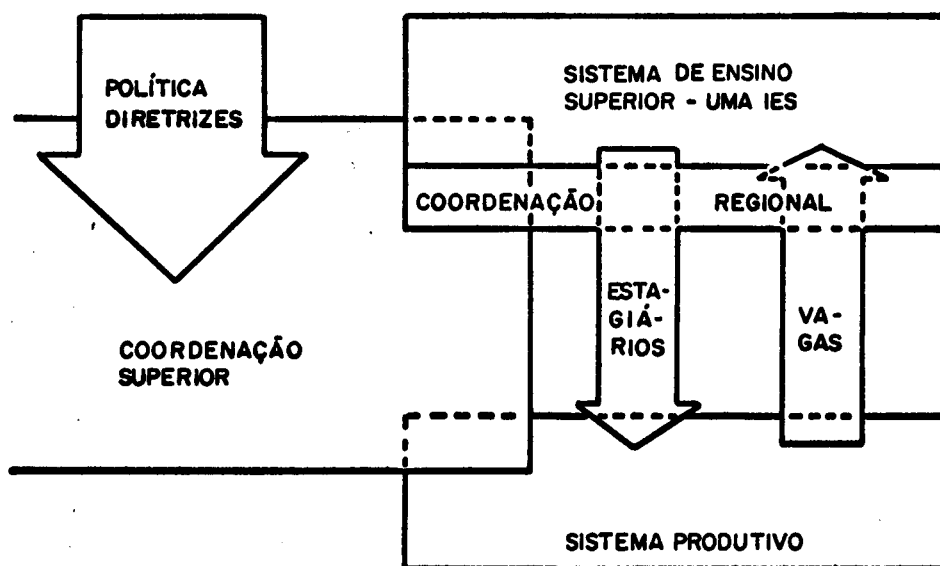 POLÍTICA
DIRETRIZES
SISTEMA DE ENSINO
SUPERIOR - UMA IES
COORDENAÇÃO REGIONAL
ESTA-
GIÁ-
RIOS
VA-
GAS
COORDENAÇÃO
SUPERIOR
SISTEMA PRODUTIVO